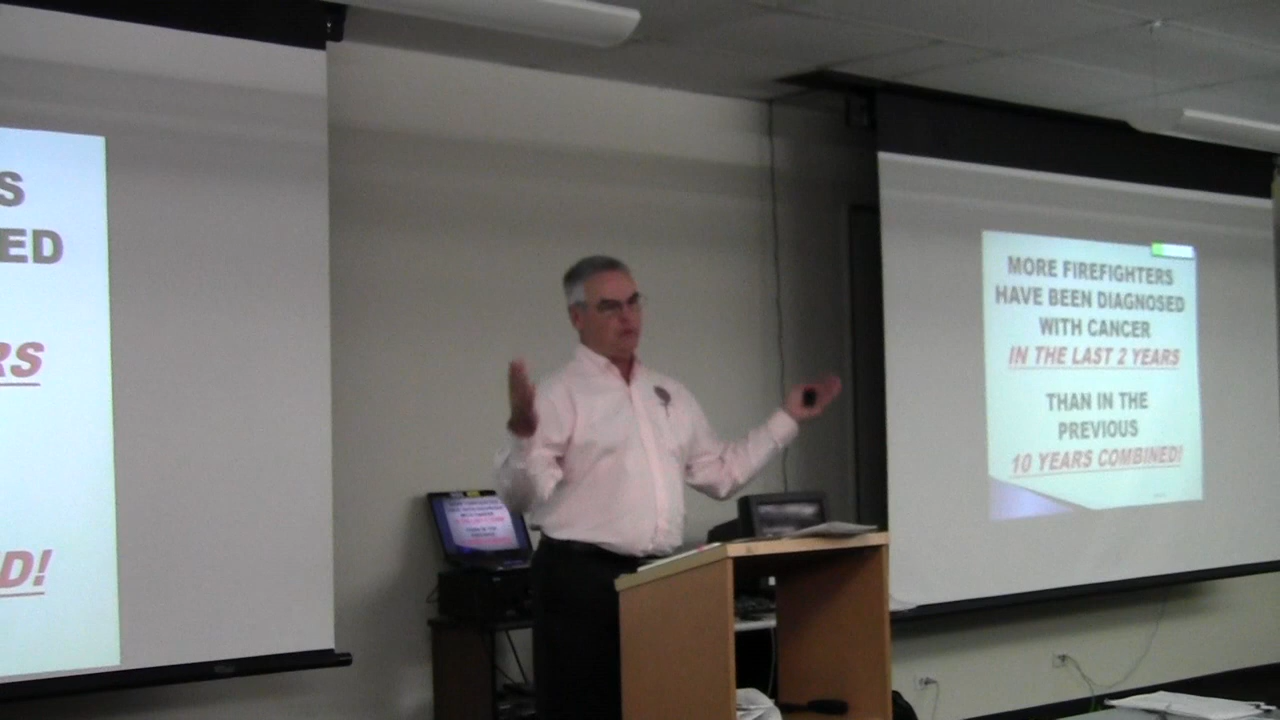 S
ED
RS
D!
MORE FIREFIGHTERS
HAVE BEEN DIAGNOSED
WITH CANCER
IN THE LAST 2 YEARS
THAN IN THE
PREVIOUS
10 YEARS COMBINED!